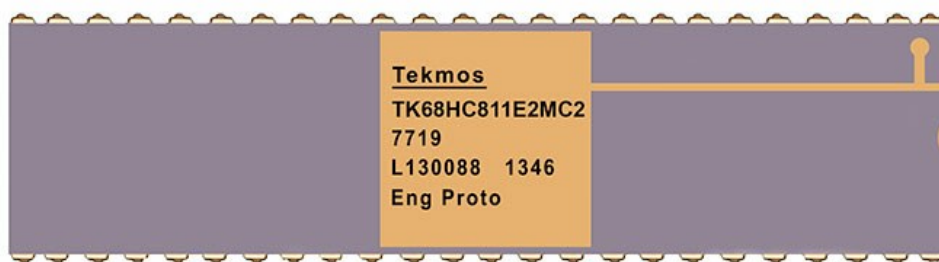 Tekmos
TK68HC811E2MC2
7719
L130088 1346
Eng Proto